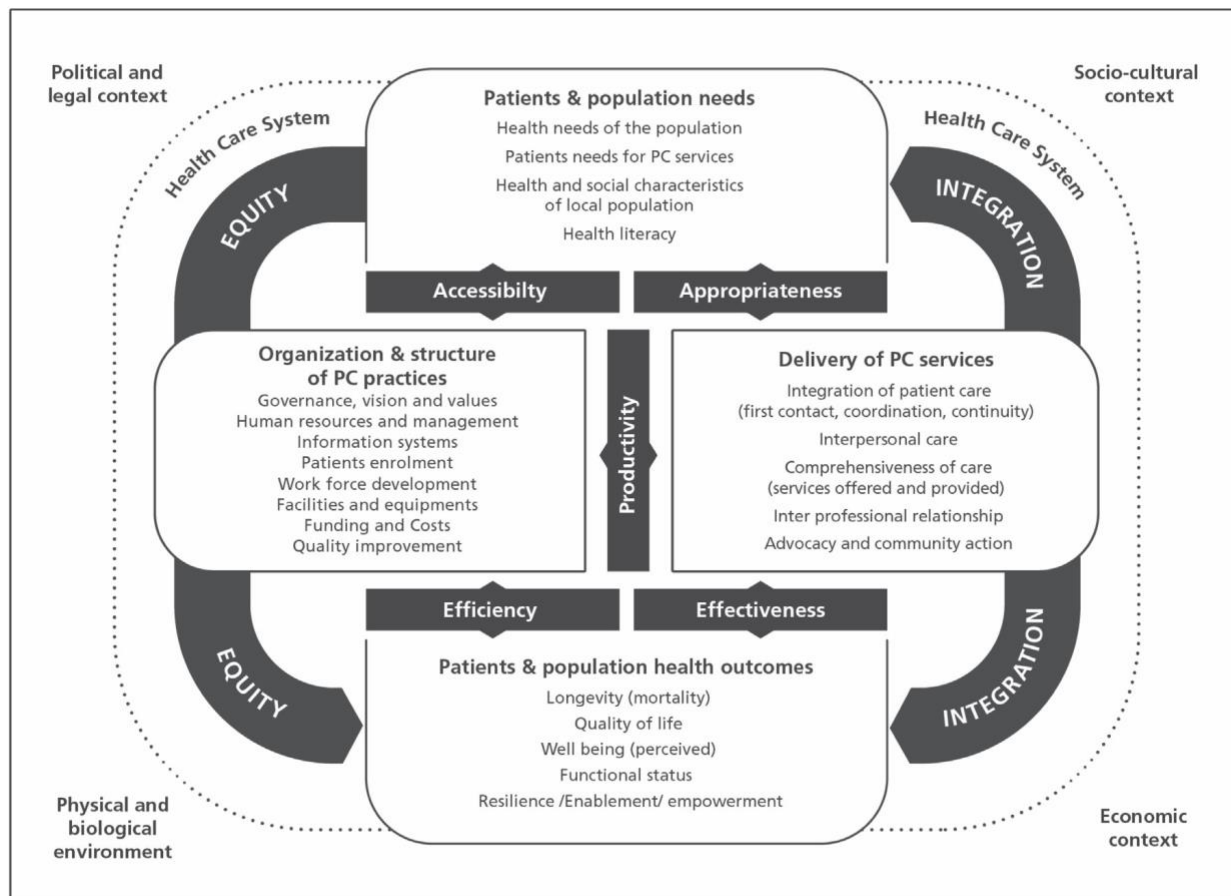 Political and
legal context
Socio-cultural
context
Health Care System
Health Care System
EQUITY
INTEGRATION
Patients & population needs
Health needs of the population
Patients needs for PC services
Health and social characteristics
of local population
Health literacy
Accessibilty
Appropriateness
Organization & structure
of PC practices
Governance, vision and values
Human resources and management
Information systems
Patients enrolment
Work force development
Facilities and equipments
Funding and Costs
Quality improvement
Productivity
Delivery of PC services
Integration of patient care
(first contact, coordination, continuity)
Interpersonal care
Comprehensiveness of care
(services offered and provided)
Inter professional relationship
Advocacy and community action
Efficiency
Effectiveness
EQUITY
INTEGRATION
Patients & population health outcomes
Longevity (mortality)
Quality of life
Well being (perceived)
Functional status
Resilience /Enablement/ empowerment
Physical and
biological
environment
Economic
context